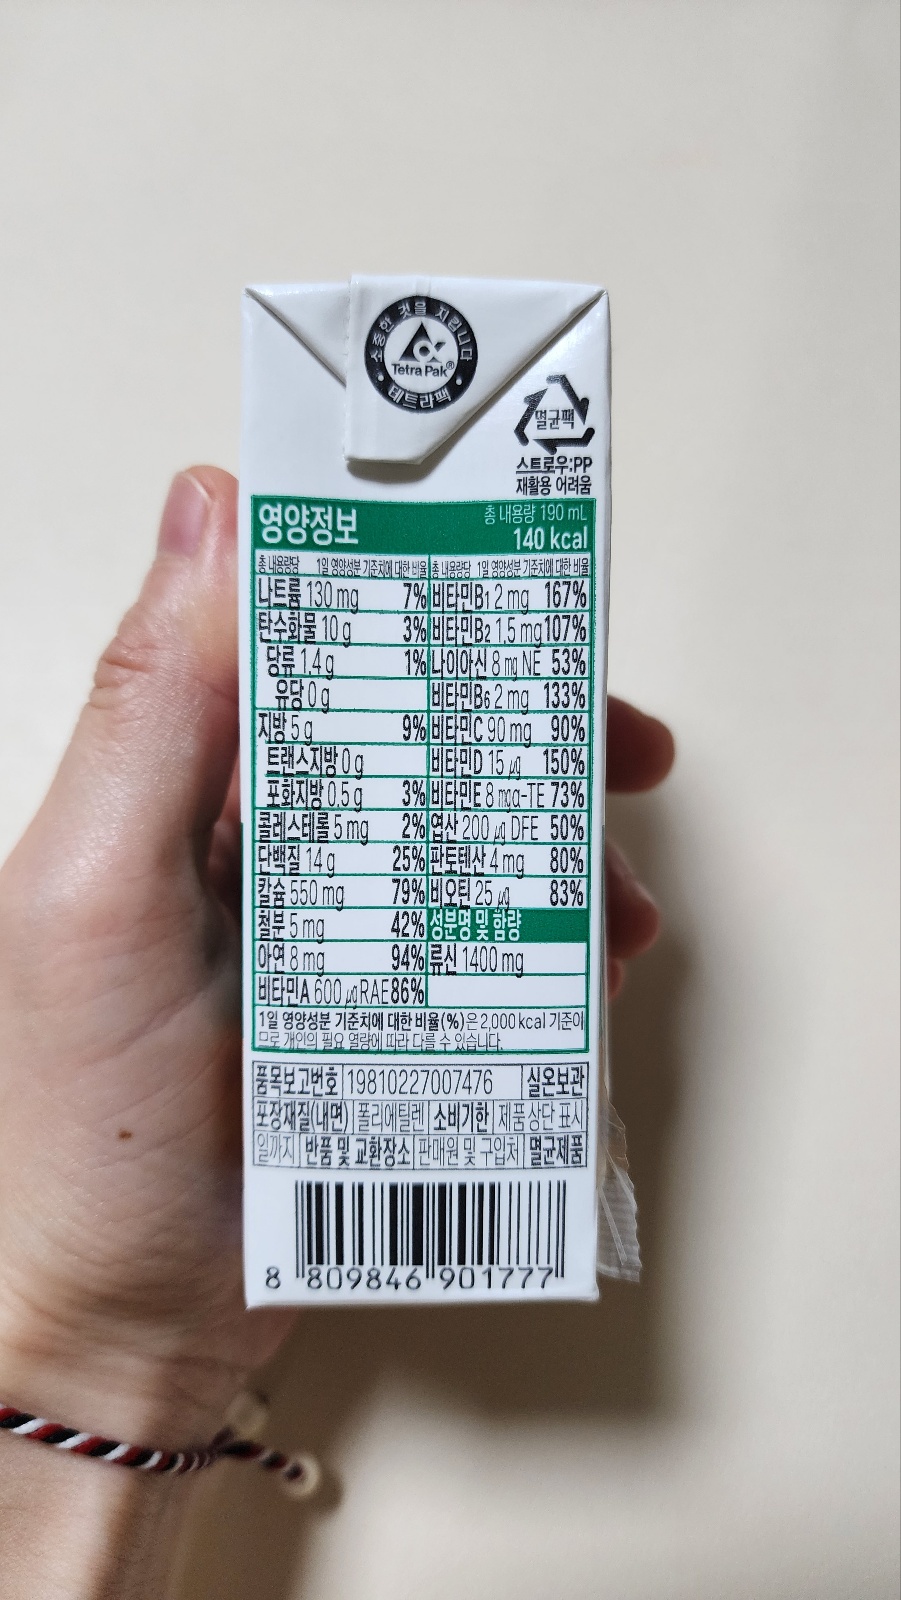 소중한 것을 지킵니다
Tetra Pak®
테트라팩
멸균팩
스트로우:PP
재활용 어려움
영양정보
총 내용량 190 mL
140 kcal
총 내용량당 1일 영양성분 기준치에 대한 비율
나트륨 130 mg 7%
탄수화물 10 g 3%
당류 1.4 g 1%
유당 0 g
지방 5 g 9%
트랜스지방 0 g
포화지방 0.5 g 3%
콜레스테롤 5 mg 2%
단백질 14 g 25%
칼슘 550 mg 79%
철분 5 mg 42%
아연 8 mg 94%
비타민A 600 µg RAE 86%
총 내용량당 1일 영양성분 기준치에 대한 비율
비타민B1 2 mg 167%
비타민B2 1.5 mg 107%
나이아신 8 mg NE 53%
비타민B6 2 mg 133%
비타민C 90 mg 90%
비타민D 15 µg 150%
비타민E 8 mg α-TE 73%
엽산 200 µg DFE 50%
판토텐산 4 mg 80%
비오틴 25 µg 83%
성분명 및 함량
류신 1400 mg
1일 영양성분 기준치에 대한 비율(%)은 2,000 kcal 기준이
므로 개인의 필요 열량에 따라 다를 수 있습니다.
품목보고번호 19810227007476 실온보관
포장재질(내면) 폴리에틸렌 소비기한 제품 상단 표시
일까지 반품 및 교환장소 판매원 및 구입처 멸균제품
8 809846 901777